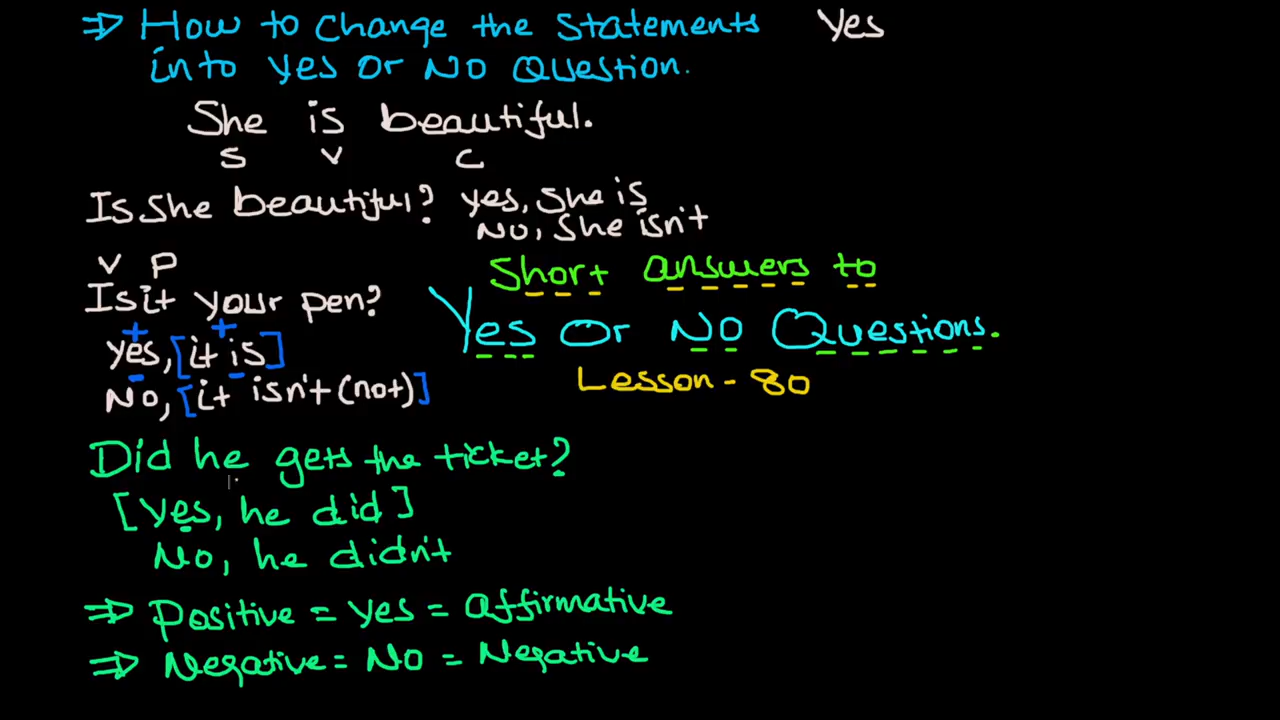 ⇒ How to Change the Statements Yes
into Yes Or No Question.
She is beautiful.
S V C
Is She beautiful? yes, She is
No, She isn't
V P
Short answers to
Is it your pen?
Yes Or No Questions.
+ +
yes, [it is]
Lesson - 80
No, [it isn't (not)]
Did he gets the ticket?
[Yes, he did]
No, he didn't
⇒ Positive = yes = affirmative
⇒ Negative = No = Negative